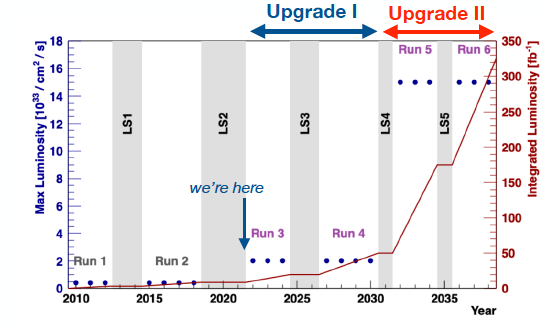 Upgrade I
Upgrade II
Max Luminosity [10³³ / cm² / s]
18
16
14
12
10
8
6
4
2
0
LS1
LS2
LS3
LS4
LS5
Run 5
Run 6
we're here
Run 1
Run 2
Run 3
Run 4
350
300
250
200
150
100
50
0
Integrated Luminosity [fb⁻¹]
2010
2015
2020
2025
2030
2035
Year